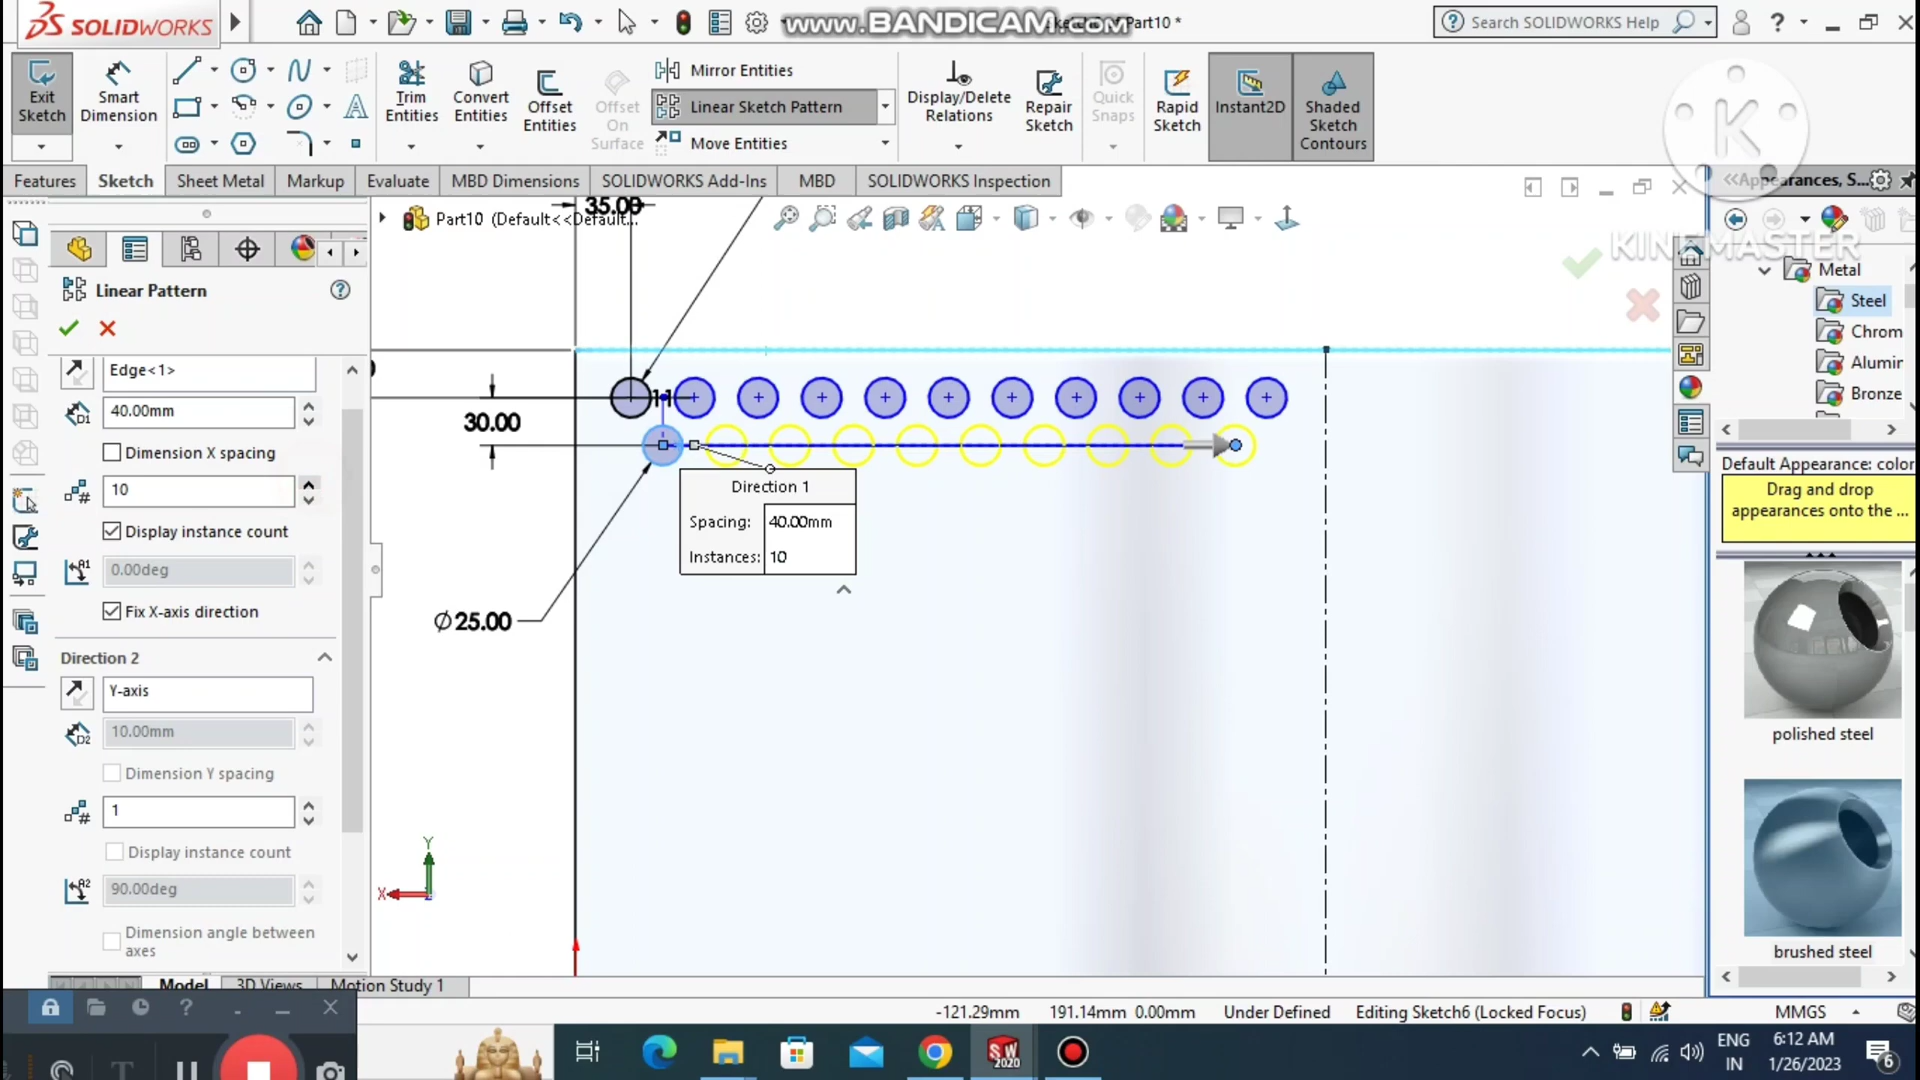 SOLIDWORKS
www.BANDICAM.com
Part10 *
Search SOLIDWORKS Help
Exit Sketch
Smart Dimension
Trim Entities
Convert Entities
Offset Entities
Offset On Surface
Mirror Entities
Linear Sketch Pattern
Move Entities
Display/Delete Relations
Repair Sketch
Quick Snaps
Rapid Sketch
Instant2D
Shaded Sketch Contours
K
KINEMASTER
Features
Sketch
Sheet Metal
Markup
Evaluate
MBD Dimensions
SOLIDWORKS Add-Ins
MBD
SOLIDWORKS Inspection
Appearances, S...
Part10 (Default<<Default...
35.00
Linear Pattern
Edge<1>
40.00mm
Dimension X spacing
10
Display instance count
0.00deg
Fix X-axis direction
Direction 2
Y-axis
10.00mm
Dimension Y spacing
1
Display instance count
90.00deg
Dimension angle between axes
30.00
11
Direction 1
Spacing: 40.00mm
Instances: 10
Ø25.00
Y
X
Metal
Steel
Chrom
Alumir
Bronze
Default Appearance: color
Drag and drop
appearances onto the ...
polished steel
brushed steel
Model
3D Views
Motion Study 1
-121.29mm
191.14mm 0.00mm
Under Defined
Editing Sketch6 (Locked Focus)
MMGS
SW
2020
ENG
IN
6:12 AM
1/26/2023
6